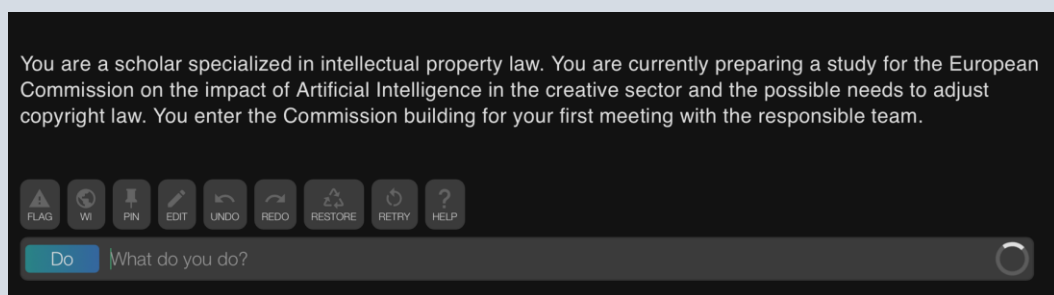 You are a scholar specialized in intellectual property law. You are currently preparing a study for the European
Commission on the impact of Artificial Intelligence in the creative sector and the possible needs to adjust
copyright law. You enter the Commission building for your first meeting with the responsible team.
FLAG WI PIN EDIT UNDO REDO RESTORE RETRY HELP
Do What do you do?